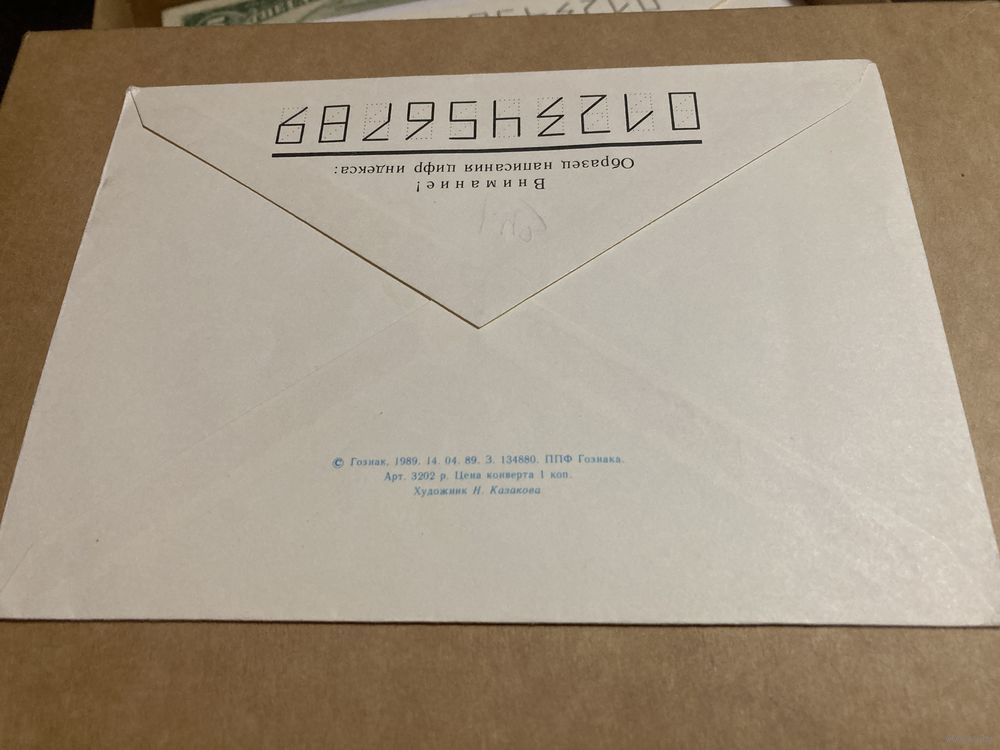 Внимание!
Образец написания цифр индекса:
0123456789
© Гознак, 1989. 14. 04. 89. З. 134880. ППФ Гознака.
Арт. 3202 р. Цена конверта 1 коп.
Художник Н. Казакова